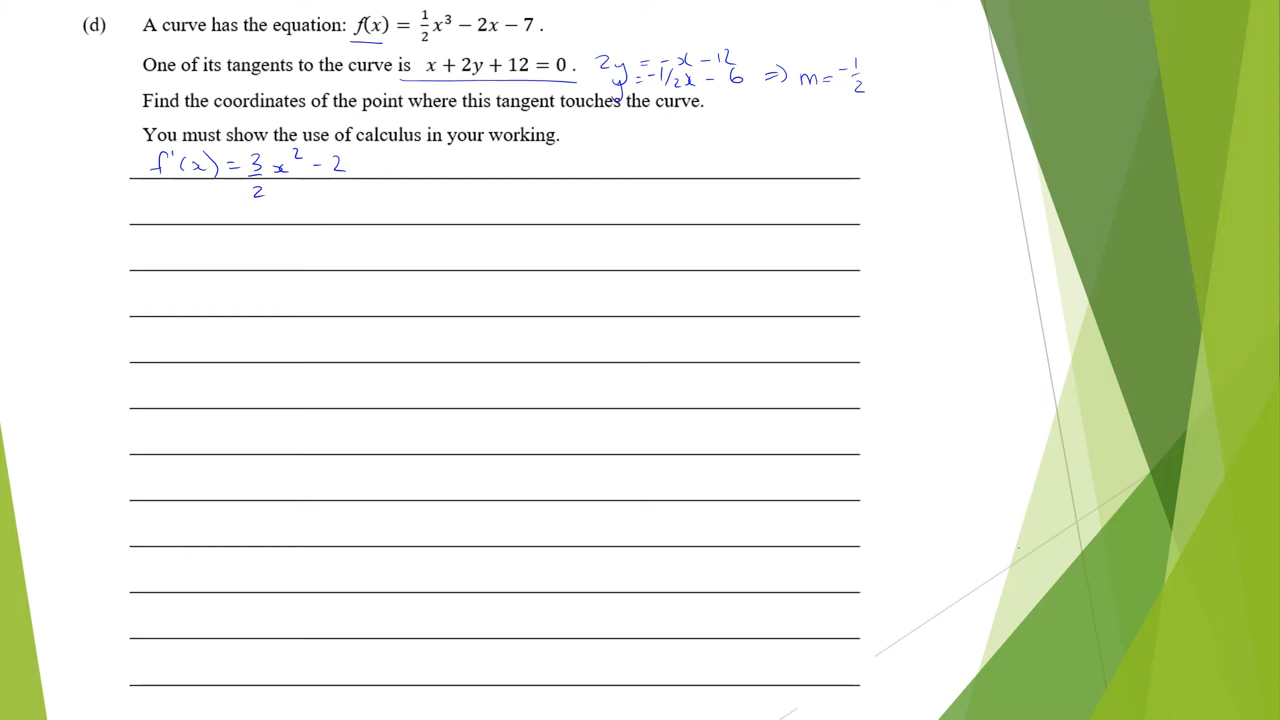 (d) A curve has the equation: f(x) = 1/2 x³ − 2x − 7 .
One of its tangents to the curve is x + 2y + 12 = 0 .
2y = -x - 12
y = -1/2x - 6 => m = -1/2
Find the coordinates of the point where this tangent touches the curve.
You must show the use of calculus in your working.
f'(x) = 3/2 x² - 2